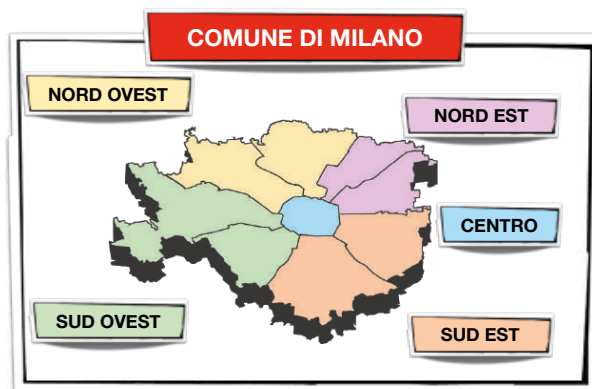 COMUNE DI MILANO
NORD OVEST
NORD EST
CENTRO
SUD OVEST
SUD EST